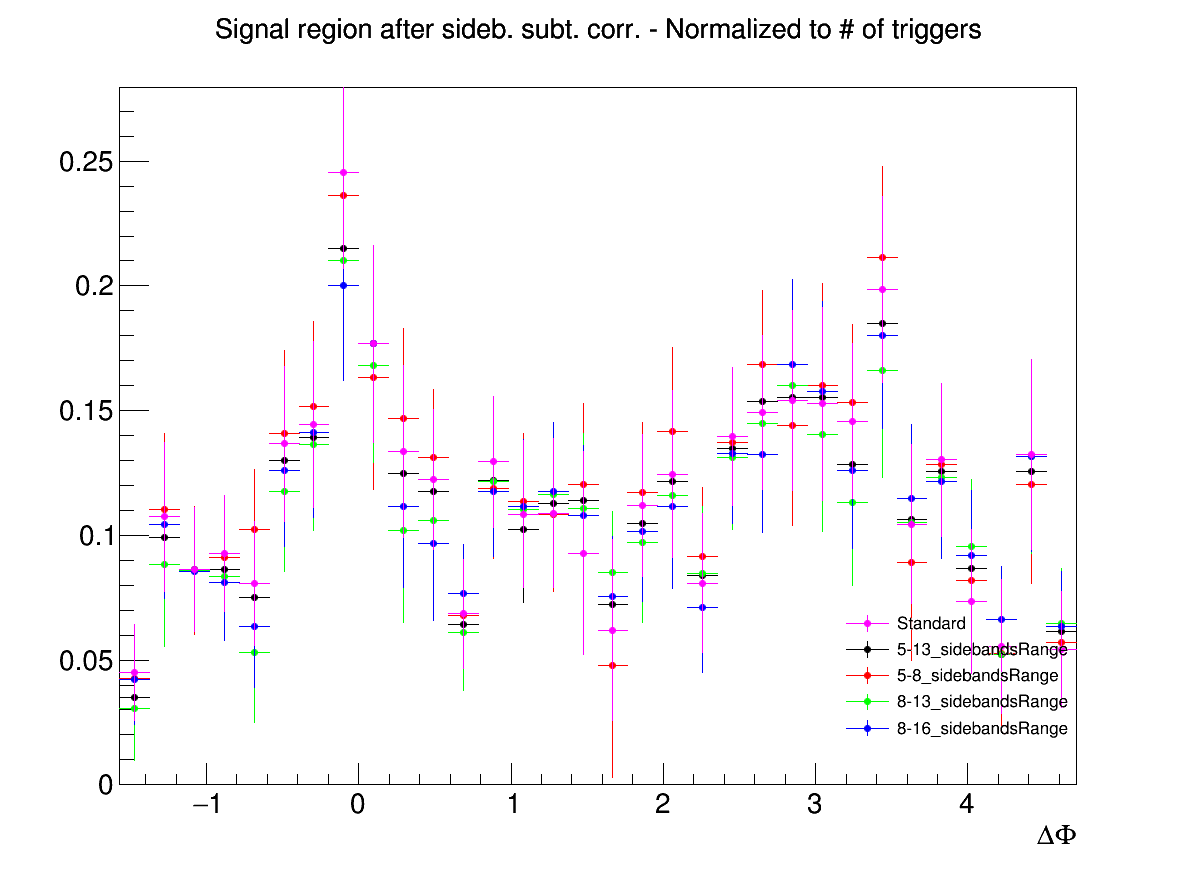 Signal region after sideb. subt. corr. - Normalized to # of triggers
0.25
0.2
0.15
0.1
0.05
0
−1
0
1
2
3
4
ΔΦ
Standard
5-13_sidebandsRange
5-8_sidebandsRange
8-13_sidebandsRange
8-16_sidebandsRange